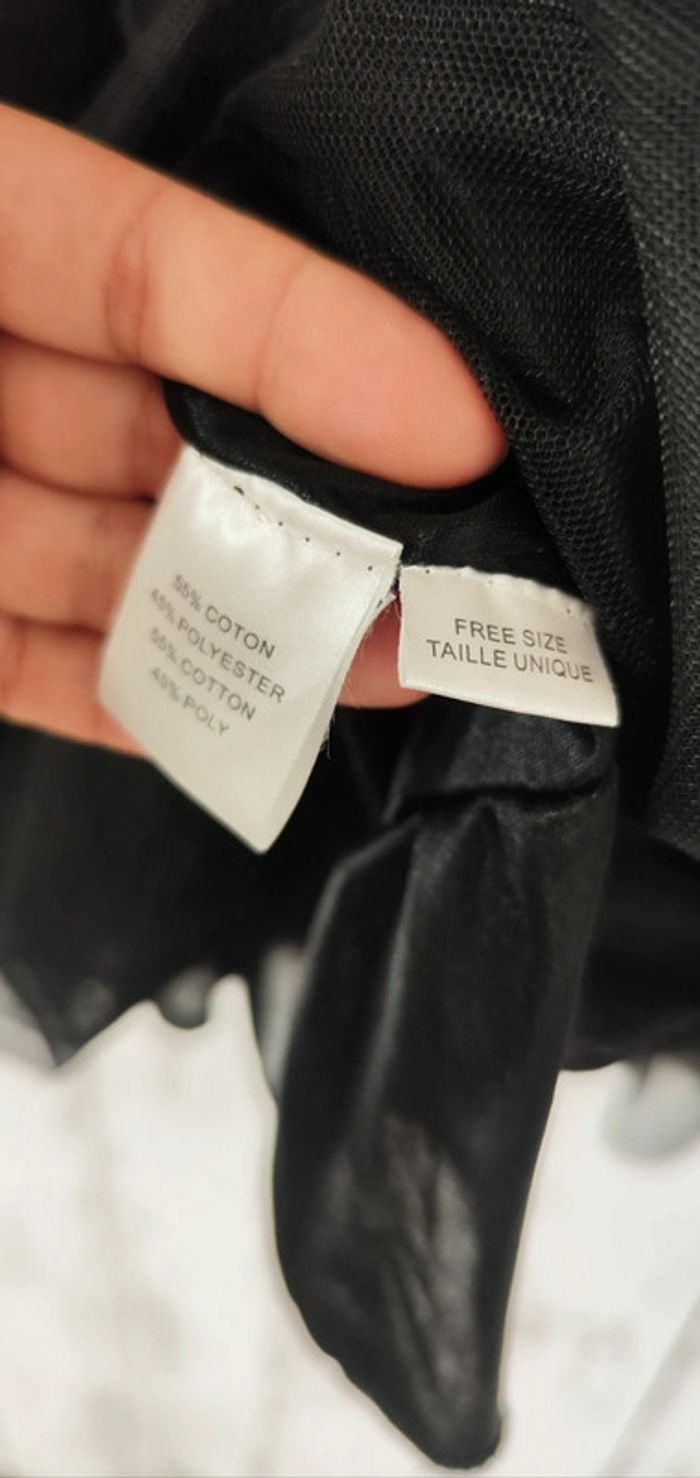 55% COTON
45% POLYESTER
55% COTTON
45% POLY
FREE SIZE
TAILLE UNIQUE